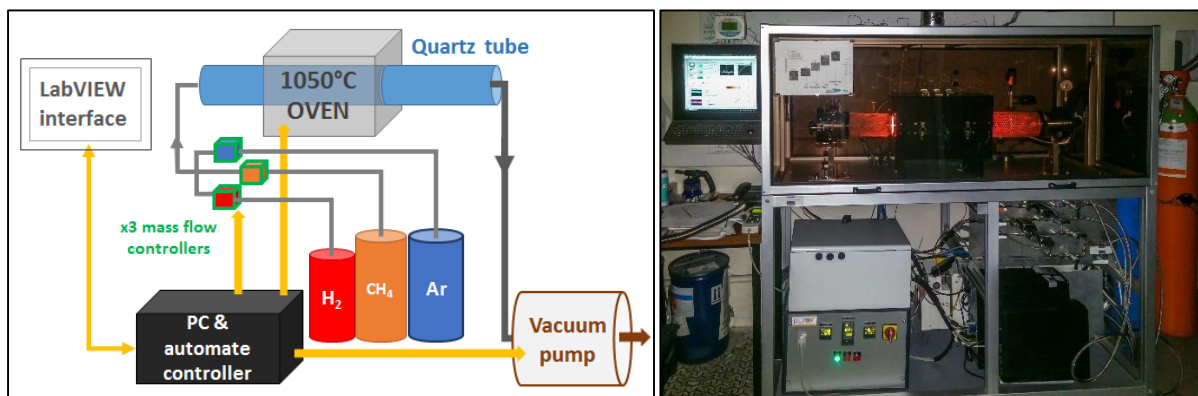 Quartz tube
LabVIEW
interface
1050°C
OVEN
x3 mass flow
controllers
H₂
CH₄
Ar
PC &
automate
controller
Vacuum
pump